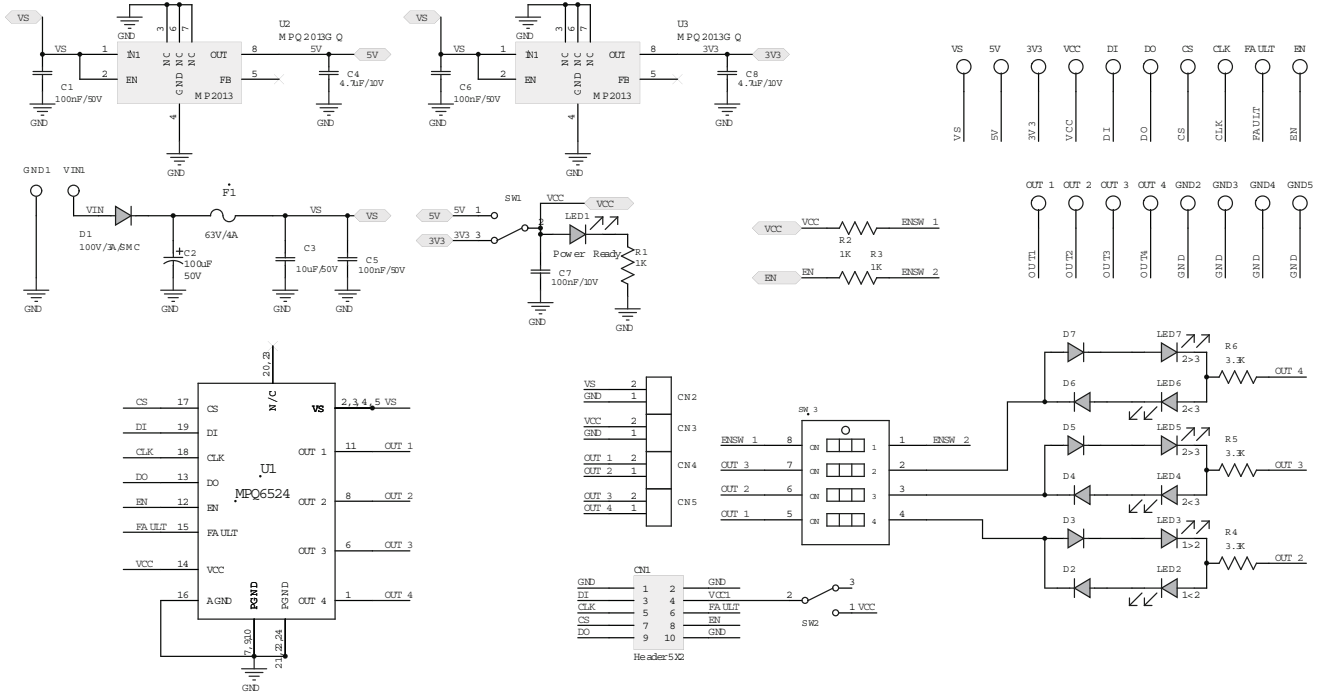 VS
GND
3
6
7
NC
NC
NC
U2
MPQ2013GQ
VS
1
IN1
OUT
8
5V
5V
2
EN
GND
FB
5
MP2013
C1
100nF/50V
C4
4.7uF/10V
GND
GND
4
GND
VS
GND
3
6
7
NC
NC
NC
U3
MPQ2013GQ
VS
1
IN1
OUT
8
3V3
3V3
2
EN
GND
FB
5
MP2013
C6
100nF/50V
C8
4.7uF/10V
GND
GND
4
GND
VS 5V 3V3 VCC DI DO CS CLK FAULT EN
VS 5V 3V3 VCC DI DO CS CLK FAULT EN
OUT 1 OUT 2 OUT 3 OUT 4 GND2 GND3 GND4 GND5
OUT1 OUT2 OUT3 OUT4 GND GND GND GND
GND1 VIN1
F1
VIN
VS
VS
D1
100V/3A/SMC
63V/4A
+
C2
100uF
50V
C3
10uF/50V
C5
100nF/50V
GND
GND
GND
GND
SW1
VCC
VCC
5V
5V 1
2
3V3
3V3 3
LED1
Power Ready
R1
1K
C7
100nF/10V
GND
GND
VCC
VCC
ENSW 1
R2
1K
R3
1K
EN
EN
ENSW 2
20,23
N/C
CS 17 CS
DI 19 DI
CLK 18 CLK
DO 13 DO
EN 12 EN
FAULT 15 FAULT
VCC 14 VCC
16 AGND
U1
MPQ6524
VS 2,3,4,5 VS
OUT 1 11 OUT 1
OUT 2 8 OUT 2
OUT 3 6 OUT 3
OUT 4 1 OUT 4
PGND
PGND
7,9,10
21,22,24
GND
VS 2
GND 1
CN2
VCC 2
GND 1
CN3
OUT 1 2
OUT 2 1
CN4
OUT 3 2
OUT 4 1
CN5
SW_3
ENSW 1 8 ON 1 1 ENSW 2
OUT 3 7 ON 2 2
OUT 2 6 ON 3 3
OUT 1 5 ON 4 4
D7
LED7
2>3
D6
LED6
2<3
R6
3.3K
OUT 4
D5
LED5
2>3
D4
LED4
2<3
R5
3.3K
OUT 3
D3
LED3
1>2
D2
LED2
1<2
R4
3.3K
OUT 2
CN1
GND 1 2 GND
DI 3 4 VCC1
CLK 5 6 FAULT
CS 7 8 EN
DO 9 10 GND
Header5X2
2
3
1 VCC
SW2